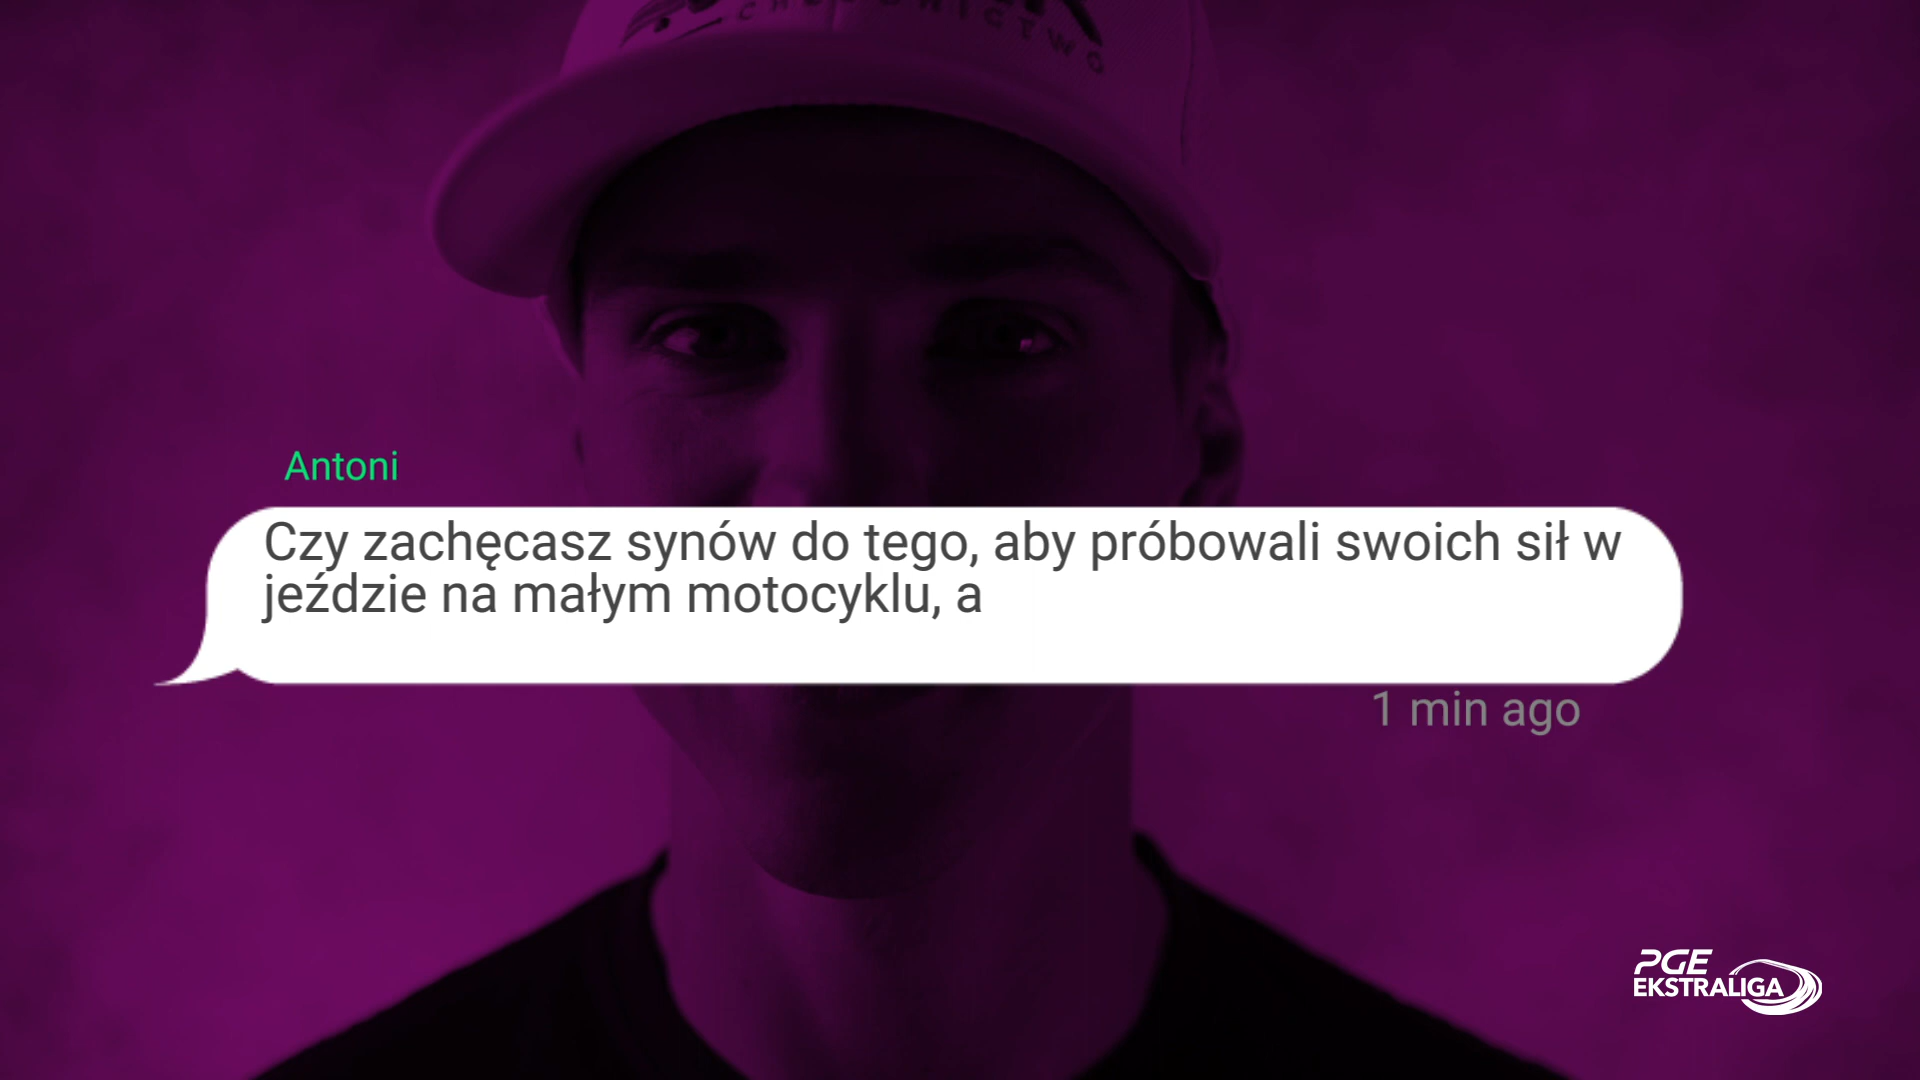 Antoni
Czy zachęcasz synów do tego, aby próbowali swoich sił w
jeździe na małym motocyklu, a
1 min ago
PGE
EKSTRALIGA